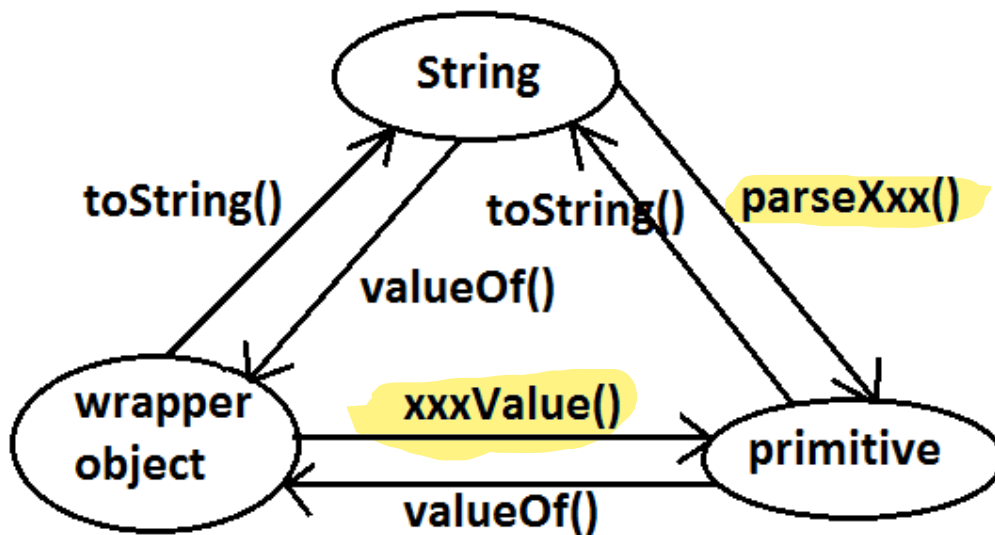 String
toString()
toString()
parseXxx()
valueOf()
wrapper
object
xxxValue()
primitive
valueOf()